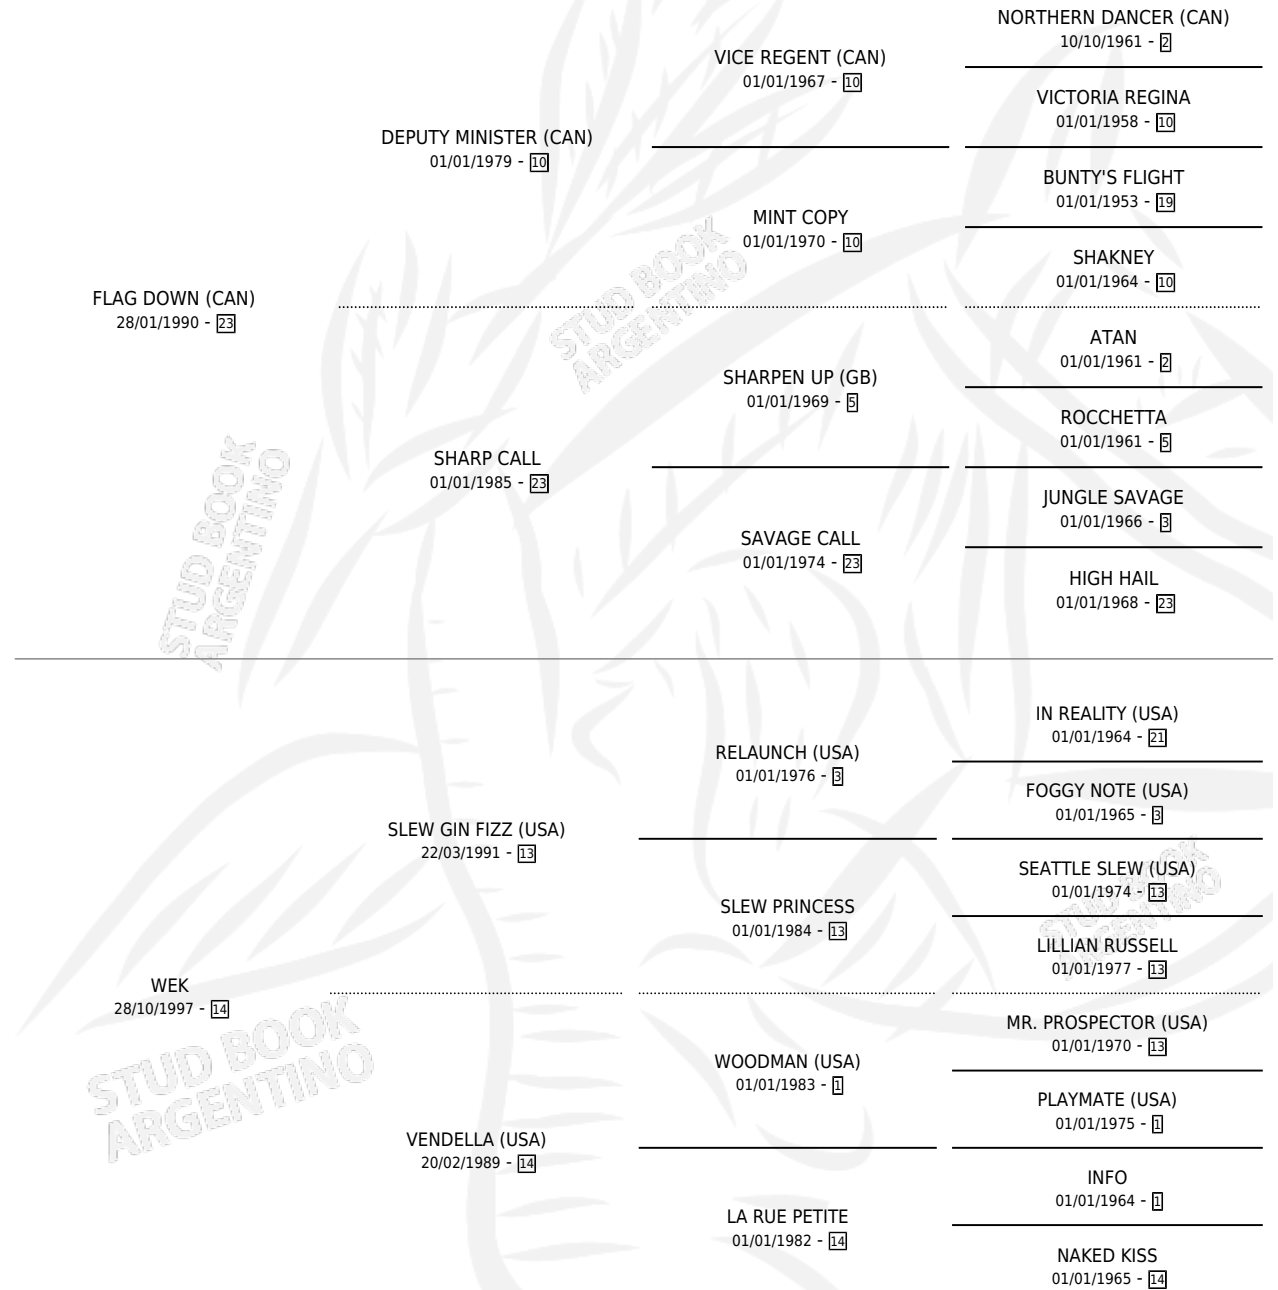 NORTHERN DANCER (CAN)
10/10/1961 - 2
VICE REGENT (CAN)
01/01/1967 - 10
VICTORIA REGINA
01/01/1958 - 10
DEPUTY MINISTER (CAN)
01/01/1979 - 10
BUNTY'S FLIGHT
01/01/1953 - 19
MINT COPY
01/01/1970 - 10
SHAKNEY
01/01/1964 - 10
STUD BOOK
ARGENTINO
FLAG DOWN (CAN)
28/01/1990 - 23
ATAN
01/01/1961 - 2
SHARPEN UP (GB)
01/01/1969 - 5
ROCCHETTA
01/01/1961 - 5
SHARP CALL
01/01/1985 - 23
JUNGLE SAVAGE
01/01/1966 - 3
SAVAGE CALL
01/01/1974 - 23
HIGH HAIL
01/01/1968 - 23
STUD BOOK
ARGENTINO
IN REALITY (USA)
01/01/1964 - 21
RELAUNCH (USA)
01/01/1976 - 3
FOGGY NOTE (USA)
01/01/1965 - 3
SLEW GIN FIZZ (USA)
22/03/1991 - 13
SEATTLE SLEW (USA)
01/01/1974 - 13
SLEW PRINCESS
01/01/1984 - 13
LILLIAN RUSSELL
01/01/1977 - 13
STUD BOOK
ARGENTINO
WEK
28/10/1997 - 14
MR. PROSPECTOR (USA)
01/01/1970 - 13
WOODMAN (USA)
01/01/1983 - 1
PLAYMATE (USA)
01/01/1975 - 1
STUD BOOK
ARGENTINO
VENDELLA (USA)
20/02/1989 - 14
INFO
01/01/1964 - 1
LA RUE PETITE
01/01/1982 - 14
NAKED KISS
01/01/1965 - 14